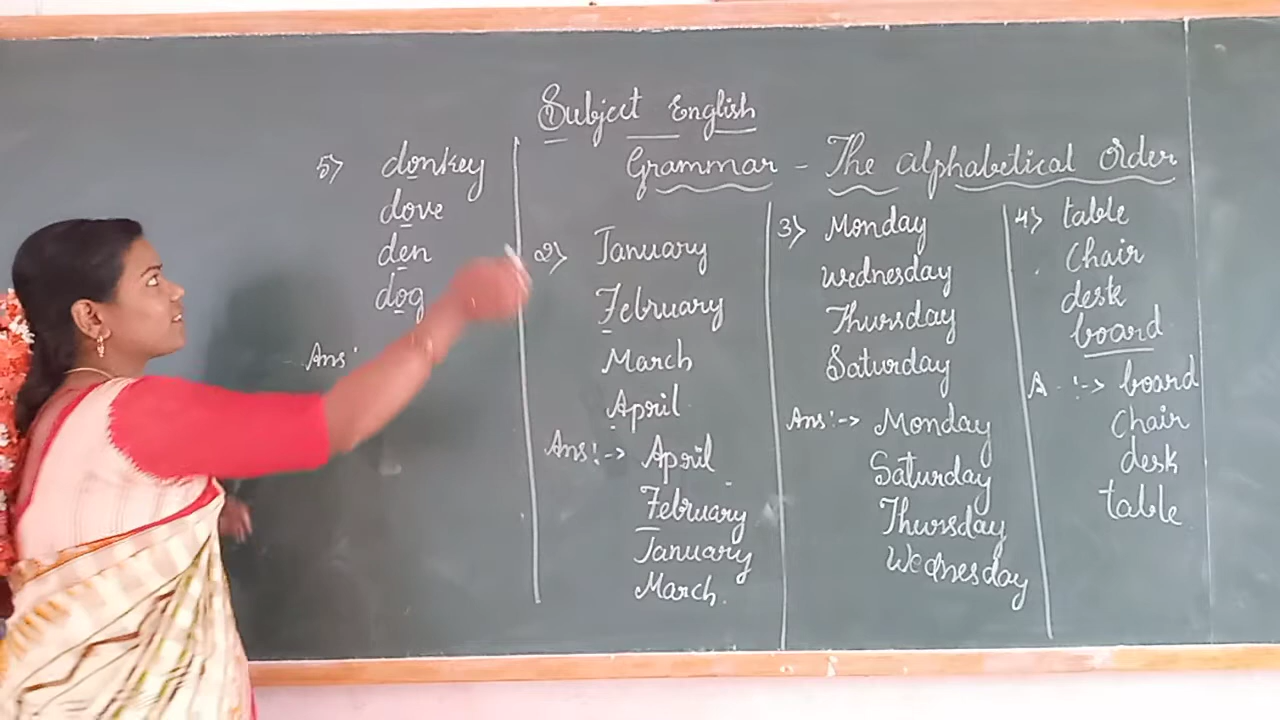 Subject English
Grammar - The alphabetical Order
5> donkey
dove
den
dog
Ans:
2> January
February
March
April
Ans:-> April
February
January
March.
3> Monday
Wednesday
Thursday
Saturday
Ans:-> Monday
Saturday
Thursday
Wednesday
4> table
Chair
desk
board
A-:-> board
Chair
desk
table